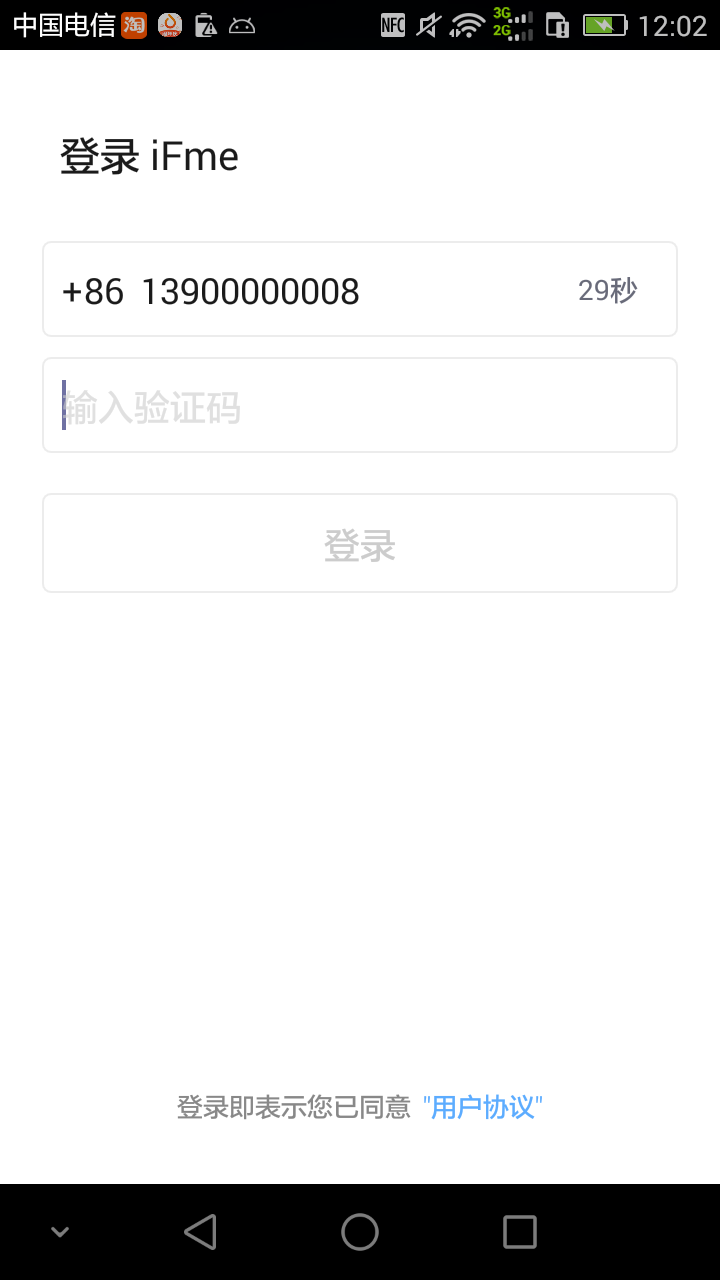 中国电信 淘 NFC 3G 2G 12:02
登录 iFme
+86 13900000008 29秒
输入验证码
登录
登录即表示您已同意 "用户协议"